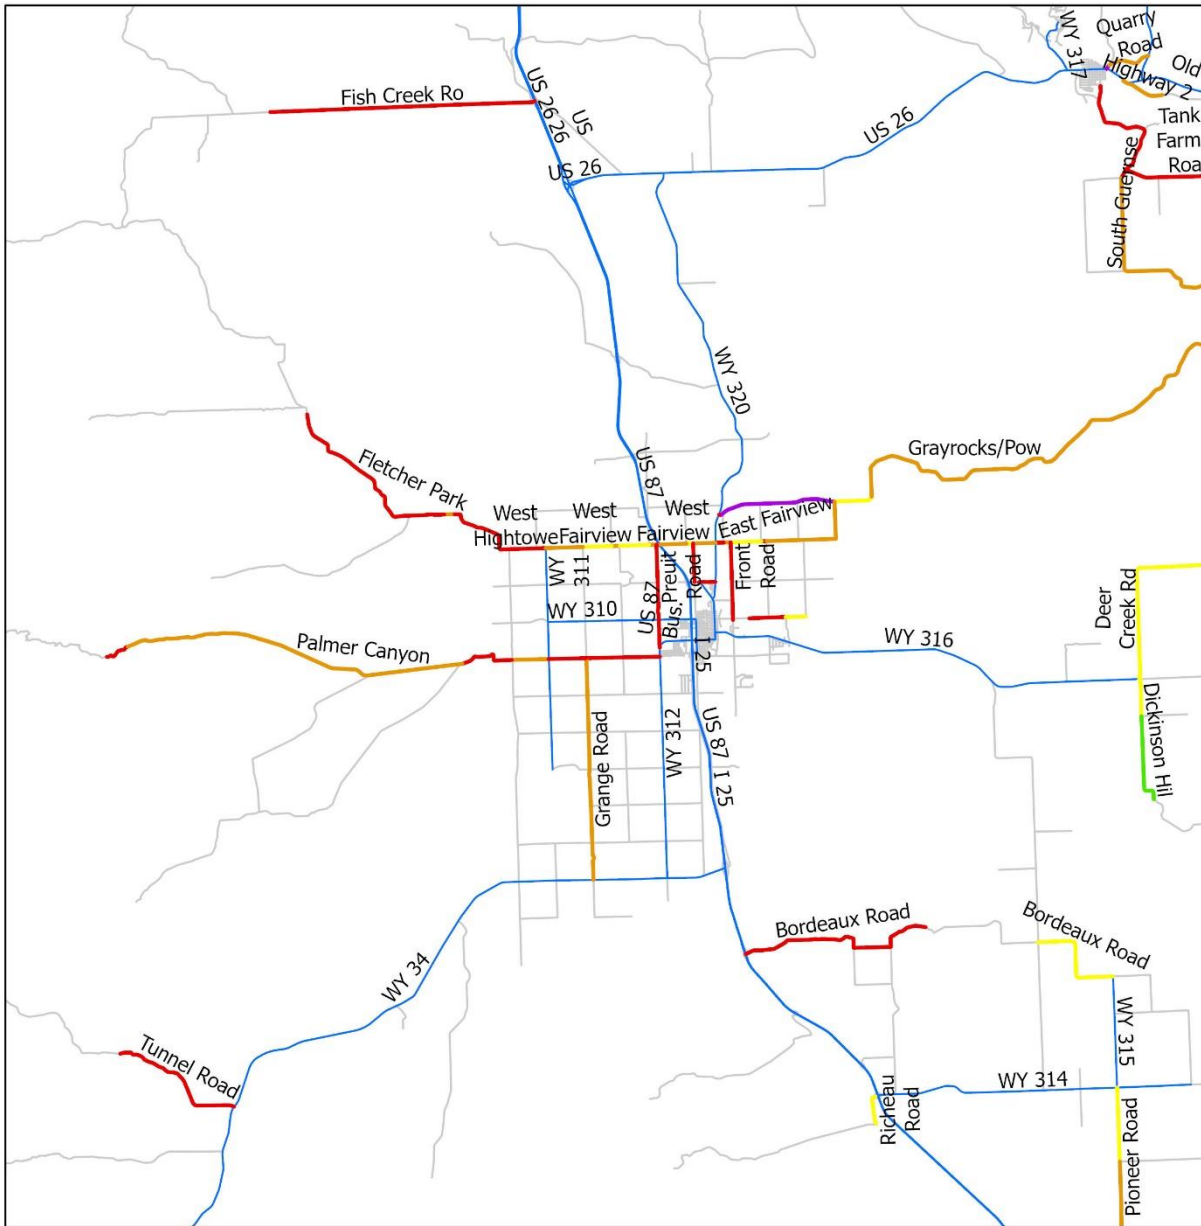 WY 317
Quarry
Road
Highway 2
Old
Fish Creek Ro
US 26
26
US
US 26
US 26
Tank
Farm
Roa
South Guernse
WY 320
Fletcher Park
US 87
Grayrocks/Pow
West
Hightowe
West
Fairview
West
Fairview
East Fairview
WY
311
WY 310
US 87
Bus. Preuit
Road
Front
Road
I 25
WY 316
Deer
Creek Rd
Palmer Canyon
Dickinson Hil
Grange Road
WY 312
US 87 I 25
Bordeaux Road
Bordeaux Road
WY 34
Tunnel Road
WY 315
WY 314
Richeau
Road
Pioneer Road